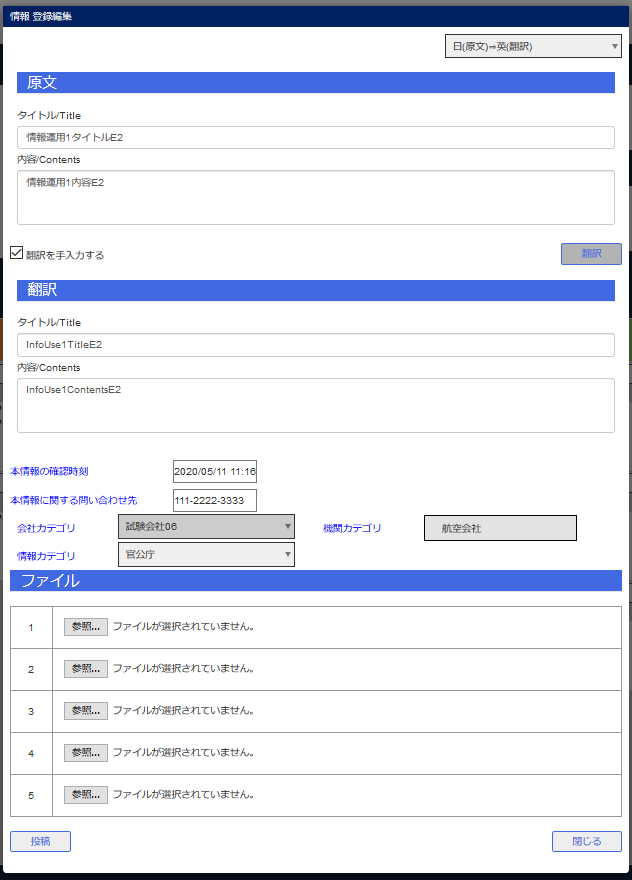 情報 登録編集
日(原文)⇒英(翻訳)
原文
タイトル/Title
情報運用1タイトルE2
内容/Contents
情報運用1内容E2
翻訳を手入力する
翻訳
翻訳
タイトル/Title
InfoUse1TitleE2
内容/Contents
InfoUse1ContentsE2
本情報の確認時刻 2020/05/11 11:16
本情報に関する問い合わせ先 111-2222-3333
会社カテゴリ 試験会社06 機関カテゴリ 航空会社
情報カテゴリ 官公庁
ファイル
1 参照... ファイルが選択されていません。
2 参照... ファイルが選択されていません。
3 参照... ファイルが選択されていません。
4 参照... ファイルが選択されていません。
5 参照... ファイルが選択されていません。
投稿 閉じる